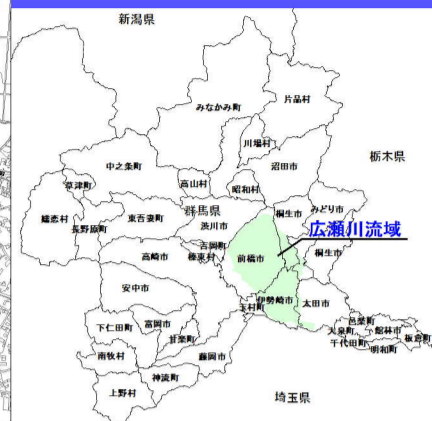 新潟県
みなかみ町
片品村
川場村
中之条町
沼田市
栃木県
草津町
高山村
昭和村
嬬恋村
長野原町
東吾妻町
群馬県
渋川市
桐生市
みどり市
広瀬川流域
吉岡町
榛東村
高崎市
前橋市
桐生市
安中市
玉村町
伊勢崎市
太田市
下仁田町
富岡市
甘楽町
邑楽町
大泉町
館林市
板倉町
千代田町
明和町
南牧村
藤岡市
神流町
上野村
埼玉県